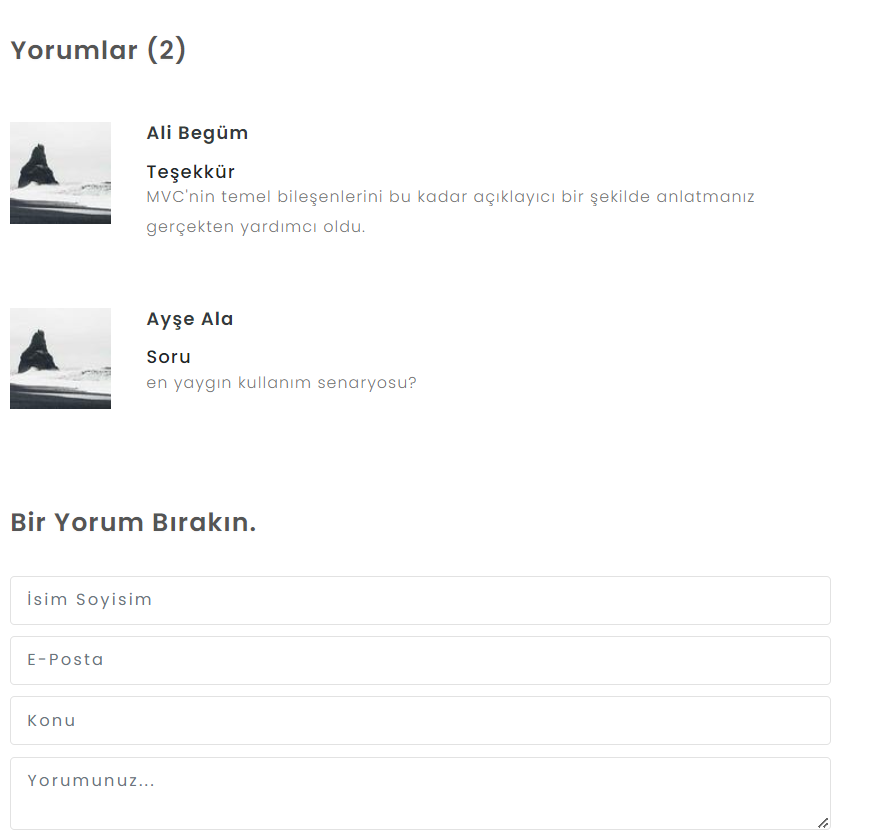 Yorumlar (2)
Ali Begüm
Teşekkür
MVC'nin temel bileşenlerini bu kadar açıklayıcı bir şekilde anlatmanız
gerçekten yardımcı oldu.
Ayşe Ala
Soru
en yaygın kullanım senaryosu?
Bir Yorum Bırakın.
İsim Soyisim
E-Posta
Konu
Yorumunuz...